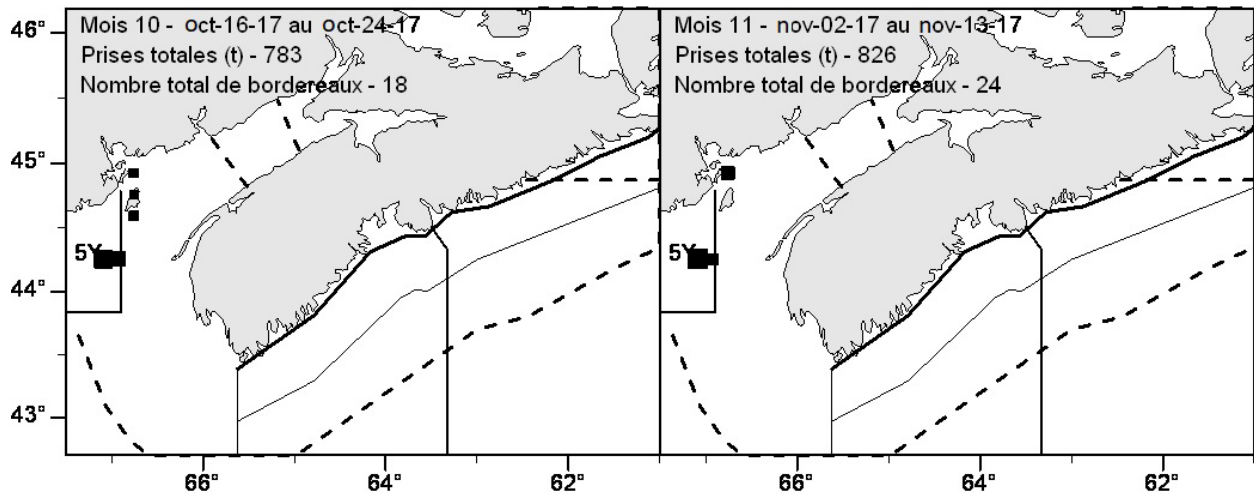 46°
Mois 10 - oct-16-17 au oct-24-17
Prises totales (t) - 783
Nombre total de bordereaux - 18
Mois 11 - nov-02-17 au nov-13-17
Prises totales (t) - 826
Nombre total de bordereaux - 24
45°
5Y
5Y
44°
43°
66°
64°
62°
66°
64°
62°